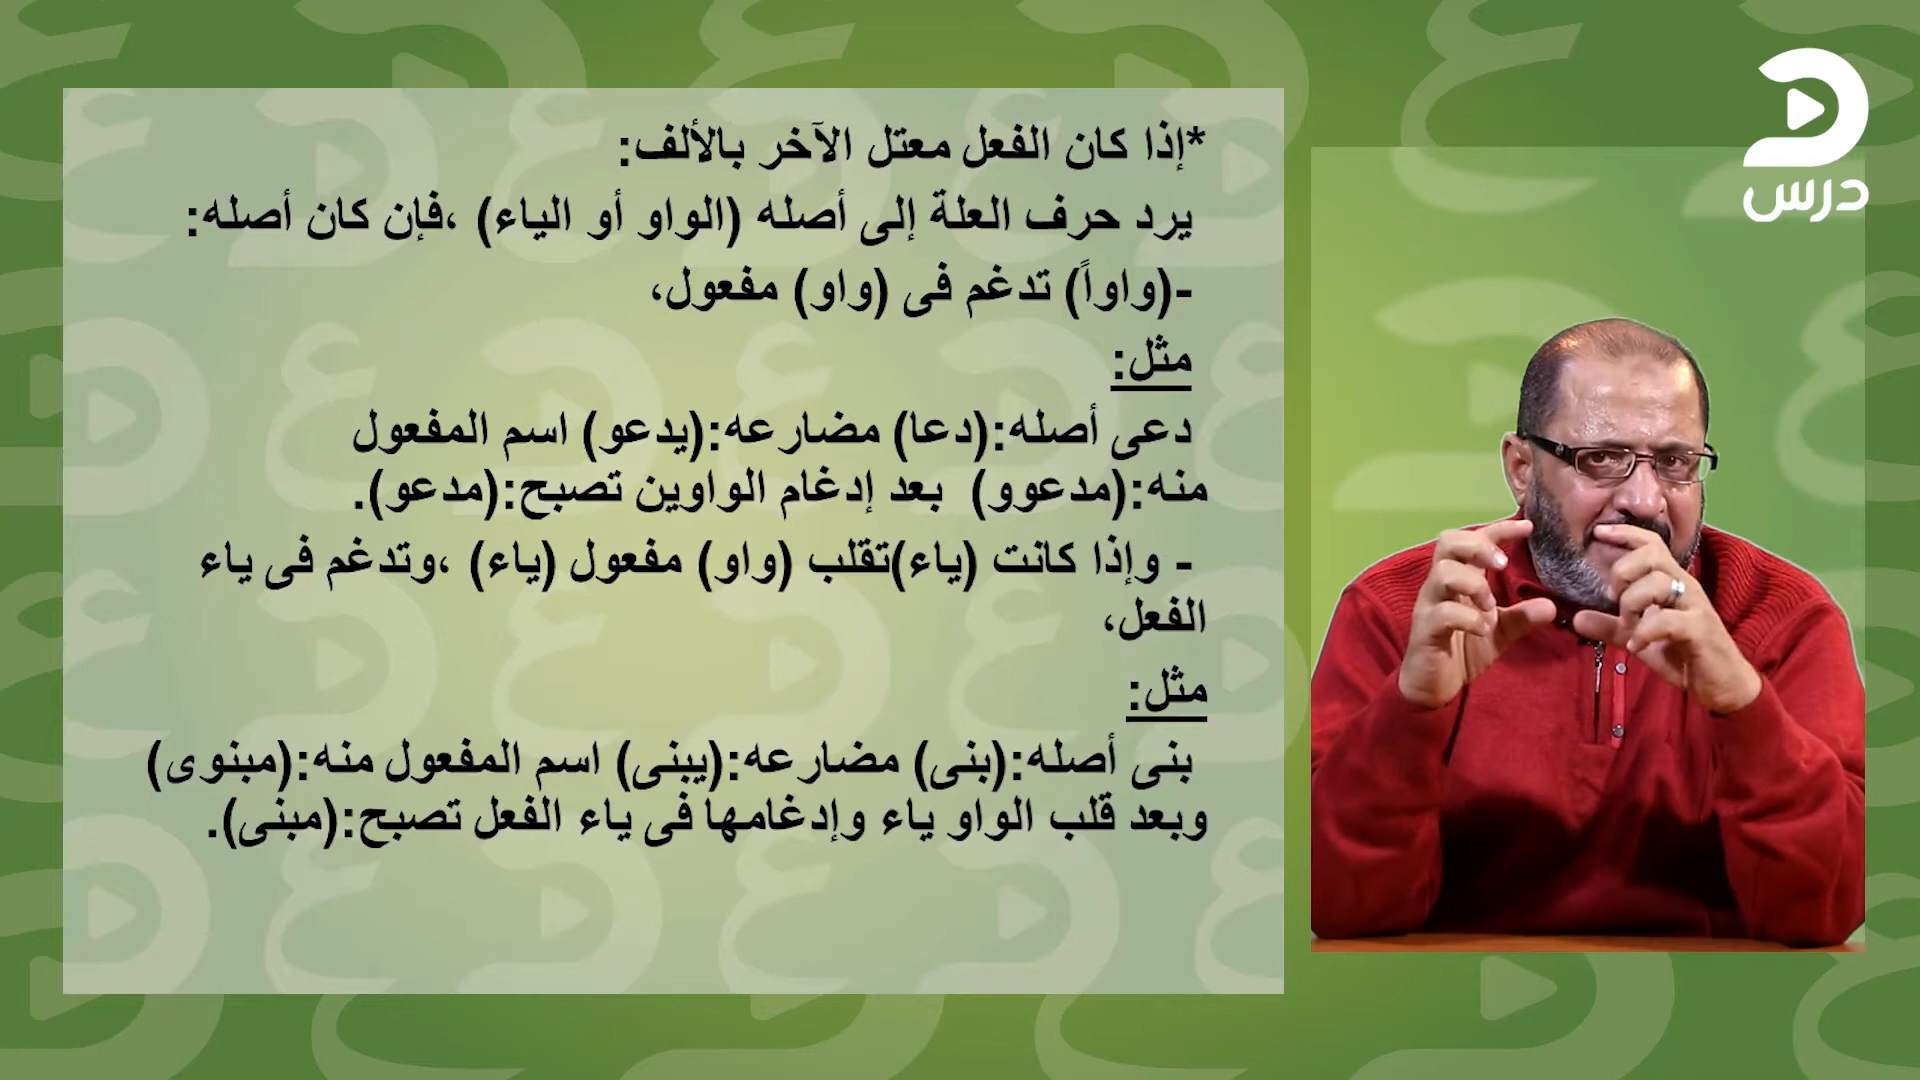 *إذا كان الفعل معتل الآخر بالألف:
يرد حرف العلة إلى أصله (الواو أو الياء) ،فإن كان أصله:
-(واواً) تدغم فى (واو) مفعول،
مثل:
دعى أصله:(دعا) مضارعه:(يدعو) اسم المفعول
منه:(مدعوو) بعد إدغام الواوين تصبح:(مدعو).
- وإذا كانت (ياء)تقلب (واو) مفعول (ياء) ،وتدغم فى ياء
الفعل،
مثل:
بنى أصله:(بنى) مضارعه:(يبنى) اسم المفعول منه:(مبنوى)
وبعد قلب الواو ياء وإدغامها فى ياء الفعل تصبح:(مبنى).
درس